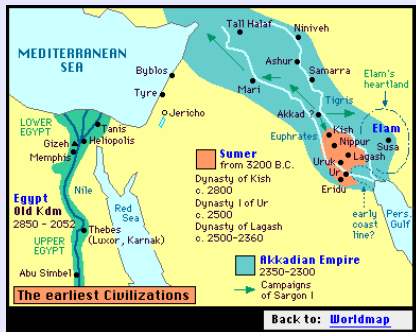 Tall Halaf
Niniveh
MEDITERRANEAN
SEA
Ashur
Byblos
Mari
Samarra
Elam's
heartland
Tyre
Tigris
Jericho
Akkad ?
LOWER
EGYPT
Tanis
Elam
Gizeh
Heliopolis
Euphrates
Kish
Susa
Memphis
Nippur
Sumer
from 3200 B.C.
Lagash
Uruk
Dynasty of Kish
c. 2800
Ur
Eridu
Egypt
Old Kdm
2850 - 2052
Nile
Dynasty I of Ur
c. 2500
Red
Sea
Dynasty of Lagash
c. 2500-2360
early
coast
line?
Pers.
Gulf
UPPER
EGYPT
Thebes
(Luxor, Karnak)
Akkadian Empire
2350-2300
Abu Simbel
Campaigns
of Sargon I
The earliest Civilizations
Back to: Worldmap